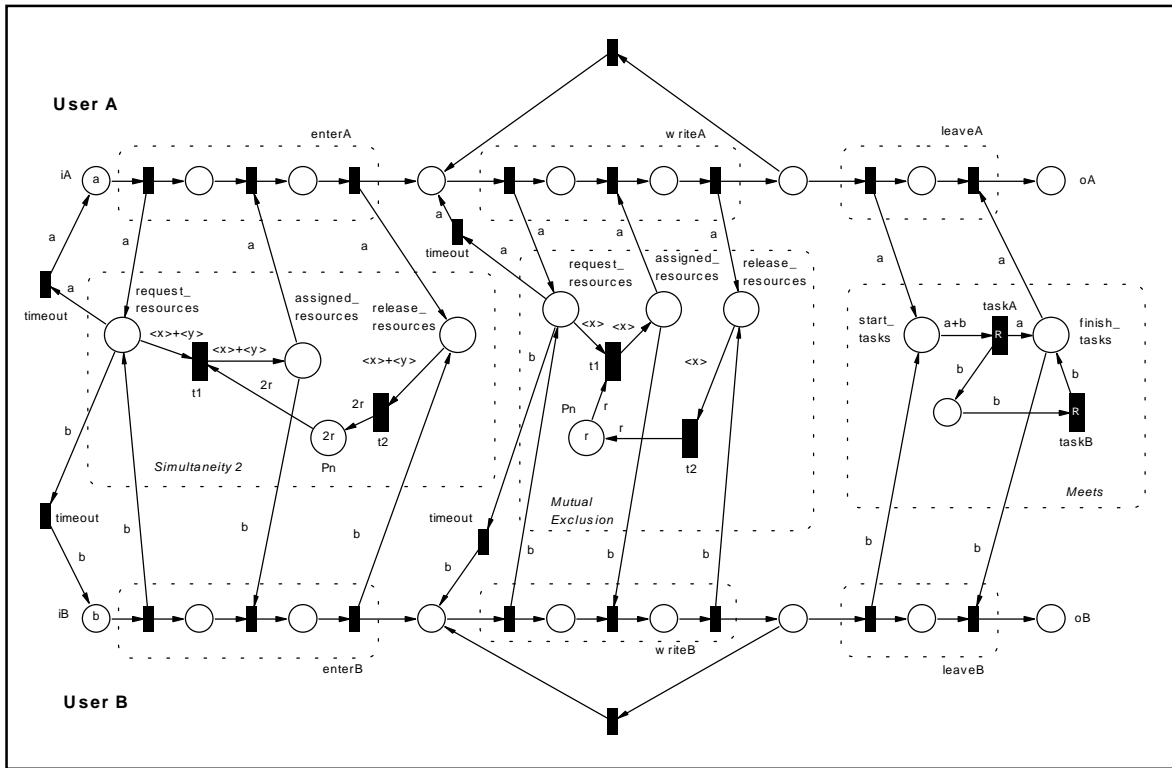 User A
enterA
w riteA
leaveA
iA
a
oA
a
a
a
a
timeout
a
a
a
a
a
a
a
timeout
request_
resources
assigned_
resources
release_
resources
request_
resources
assigned_
resources
release_
resources
<x>+<y>
<x>+<y>
t1
<x>+<y>
2r
2r
2r
Pn
t2
Simultaneity 2
<x>
<x>
t1
<x>
r
Pn
r
r
t2
Mutual
Exclusion
start_
tasks
a+b
taskA
R
a
finish_
tasks
b
b
b
R
taskB
Meets
b
timeout
b
b
b
b
b
timeout
b
b
b
b
b
b
iB
b
oB
enterB
w riteB
leaveB
User B